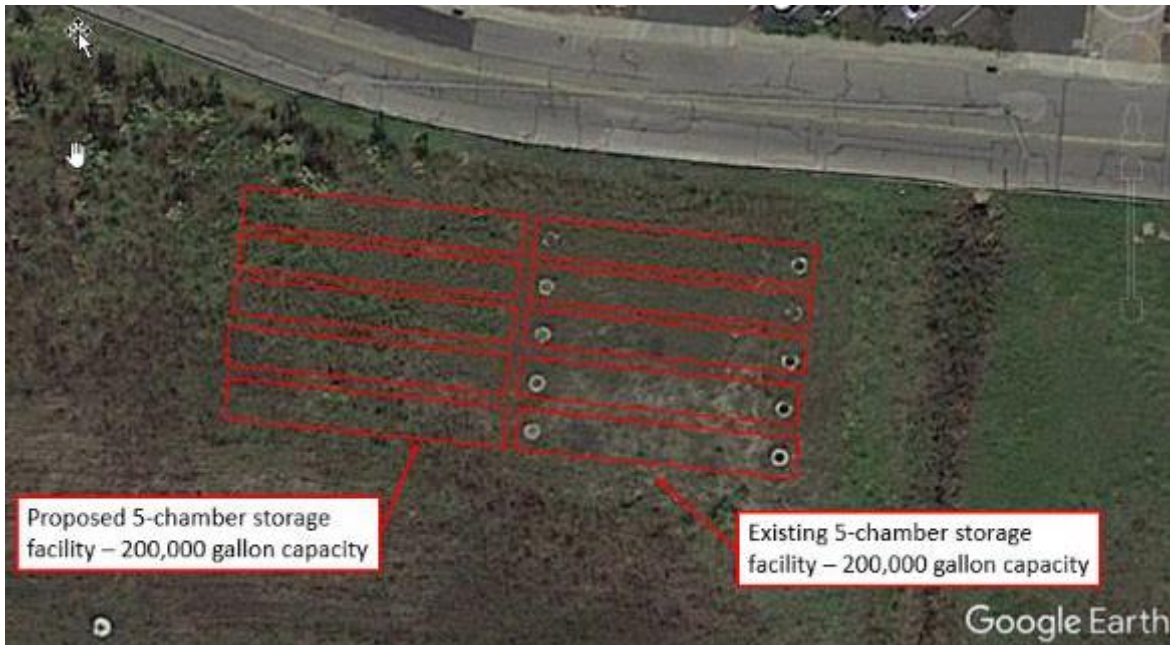 Proposed 5-chamber storage
facility – 200,000 gallon capacity
Existing 5-chamber storage
facility – 200,000 gallon capacity
Google Earth